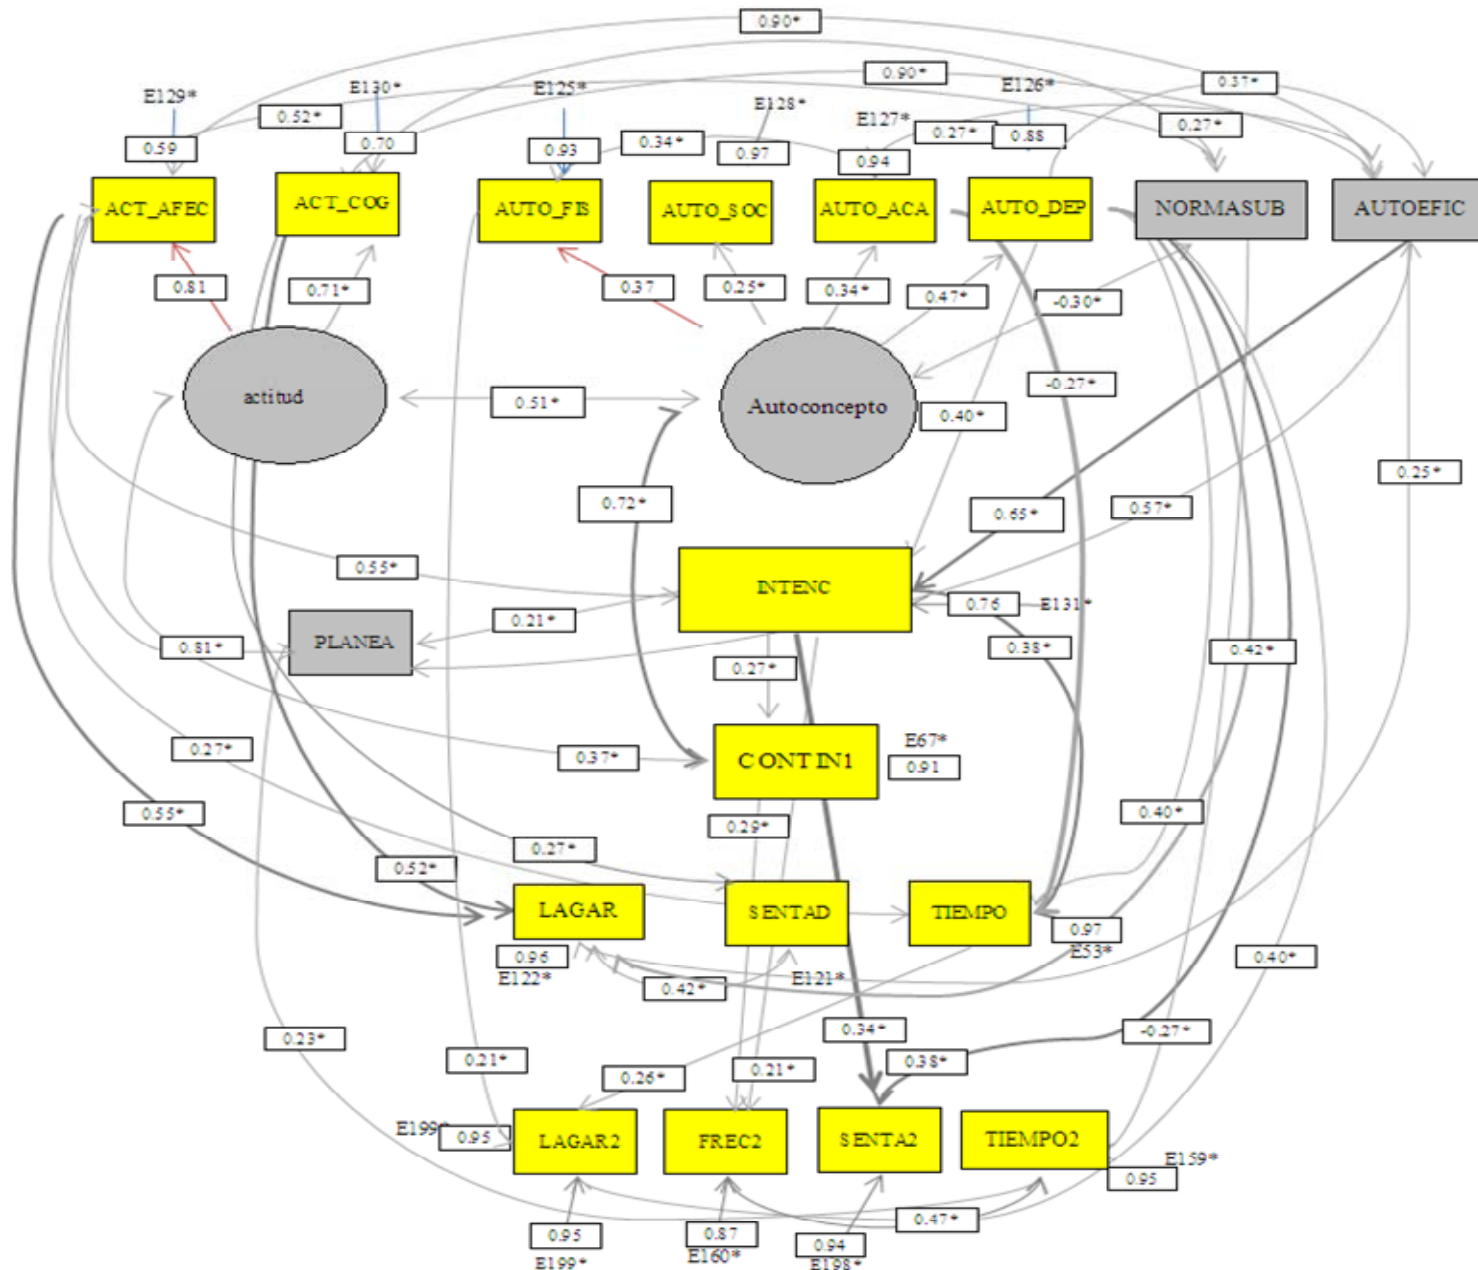 0.90*
0.90*
0.37*
E129*
E130*
E125*
E128*
E126*
E127*
0.52*
0.59
0.70
0.93
0.34*
0.97
0.94
0.27*
0.88
0.27*
ACT_AFEC
ACT_COG
AUTO_FIS
AUTO_SOC
AUTO_ACA
AUTO_DEP
NORMASUB
AUTOEFIC
0.81
0.71*
0.37
0.25*
0.34*
0.47*
-0.30*
actitud
0.51*
Autoconcepto
-0.27*
0.40*
0.25*
0.72*
0.65*
0.57*
0.55*
INTENC
0.76
E131*
0.21*
PLANEA
0.81*
0.27*
0.38*
0.42*
0.27*
0.37*
CONTIN1
E67*
0.91
0.55*
0.29*
0.40*
0.52*
0.27*
LAGAR
SENTAD
TIEMPO
0.96
E122*
0.42*
E121*
0.97
E53*
0.40*
0.23*
0.21*
0.26*
0.21*
0.34*
0.38*
-0.27*
E199*
0.95
LAGAR2
FREC2
SENTA2
TIEMPO2
E159*
0.95
0.95
E199*
0.87
E160*
0.94
E198*
0.47*